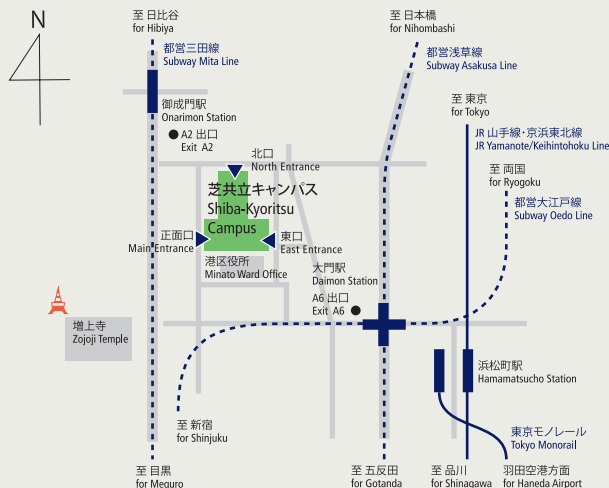 N
至 日比谷
for Hibiya
都営三田線
Subway Mita Line
至 日本橋
for Nihombashi
都営浅草線
Subway Asakusa Line
御成門駅
Onarimon Station
A2 出口
Exit A2
至 東京
for Tokyo
JR 山手線・京浜東北線
JR Yamanote/Keihintohoku Line
北口
North Entrance
至 両国
for Ryogoku
都営大江戸線
Subway Oedo Line
芝共立キャンパス
Shiba-Kyoritsu
Campus
正面口
Main Entrance
東口
East Entrance
港区役所
Minato Ward Office
大門駅
Daimon Station
A6 出口
Exit A6
増上寺
Zojoji Temple
浜松町駅
Hamamatsucho Station
至 新宿
for Shinjuku
東京モノレール
Tokyo Monorail
至 目黒
for Meguro
至 五反田
for Gotanda
至 品川
for Shinagawa
羽田空港方面
for Haneda Airport